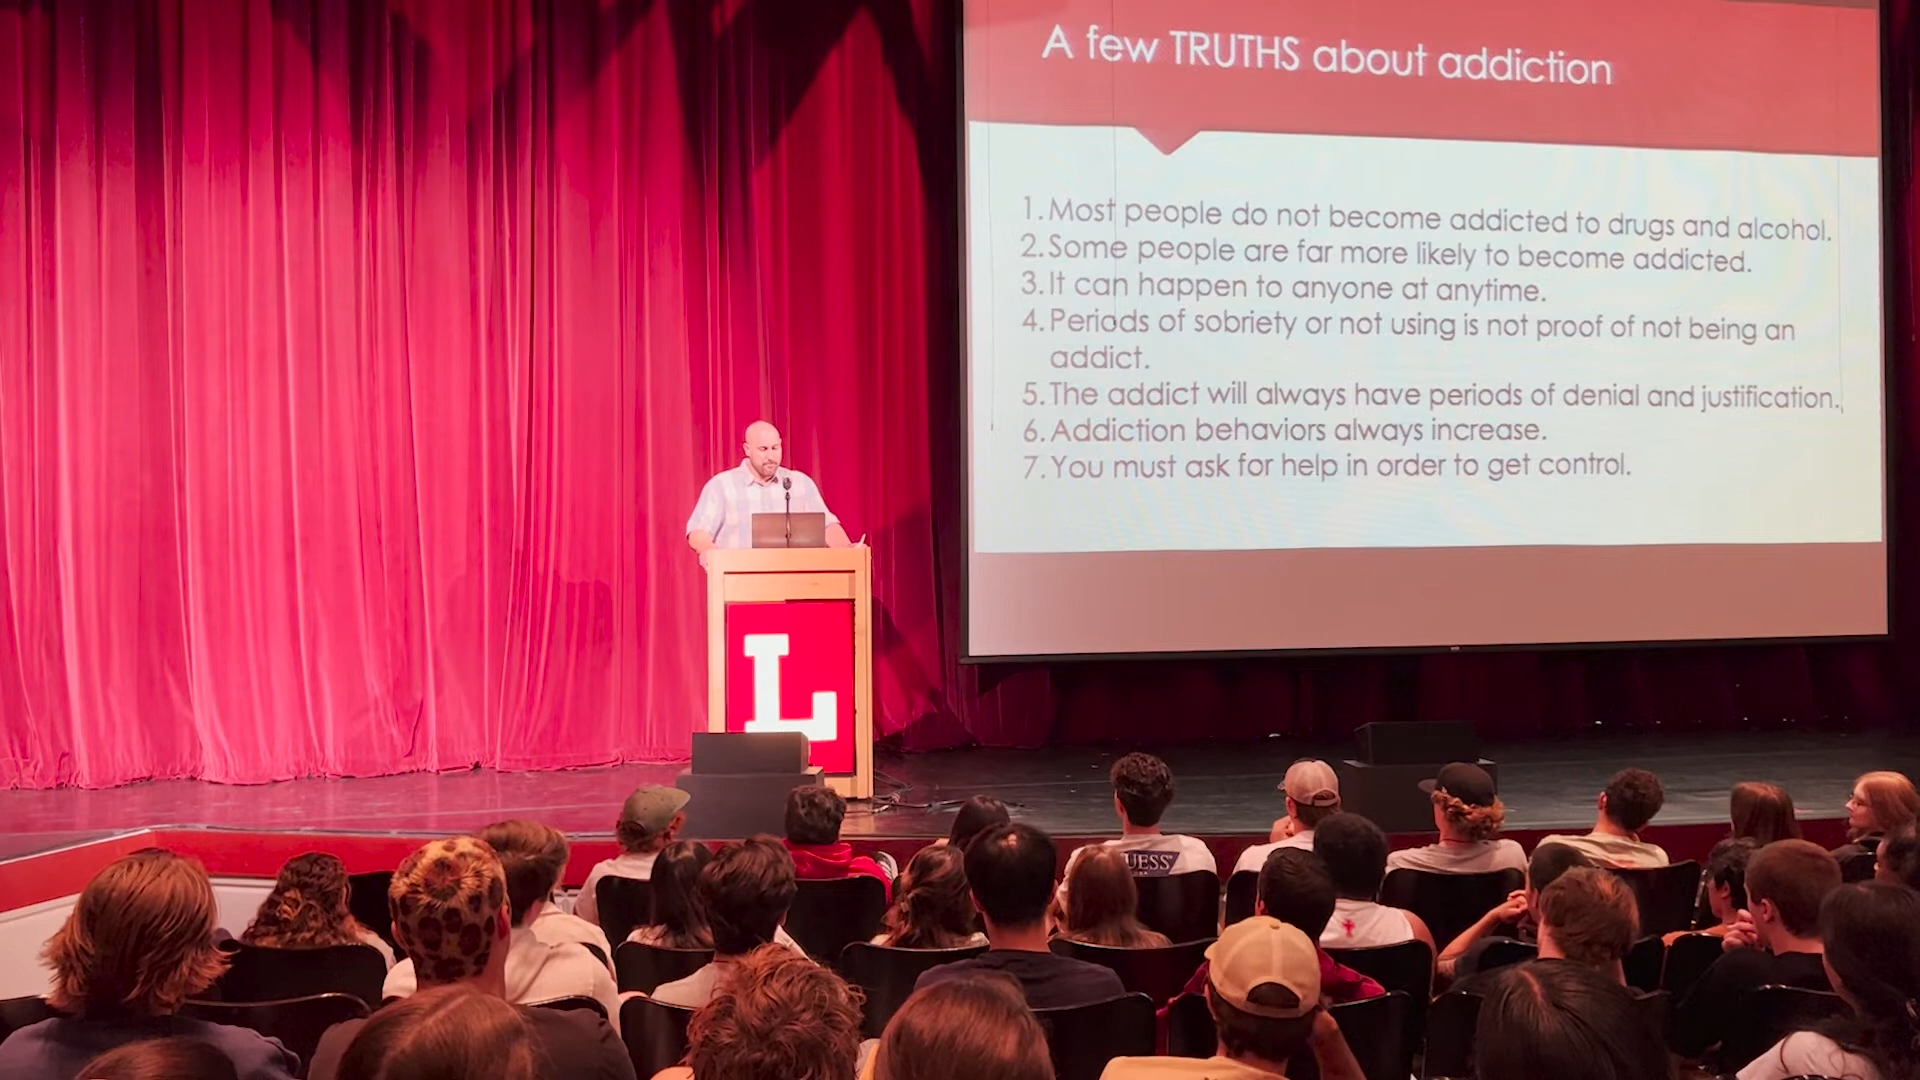 A few TRUTHS about addiction
1. Most people do not become addicted to drugs and alcohol.
2. Some people are far more likely to become addicted.
3. It can happen to anyone at anytime.
4. Periods of sobriety or not using is not proof of not being an
addict.
5. The addict will always have periods of denial and justification.
6. Addiction behaviors always increase.
7. You must ask for help in order to get control.
L
UESS